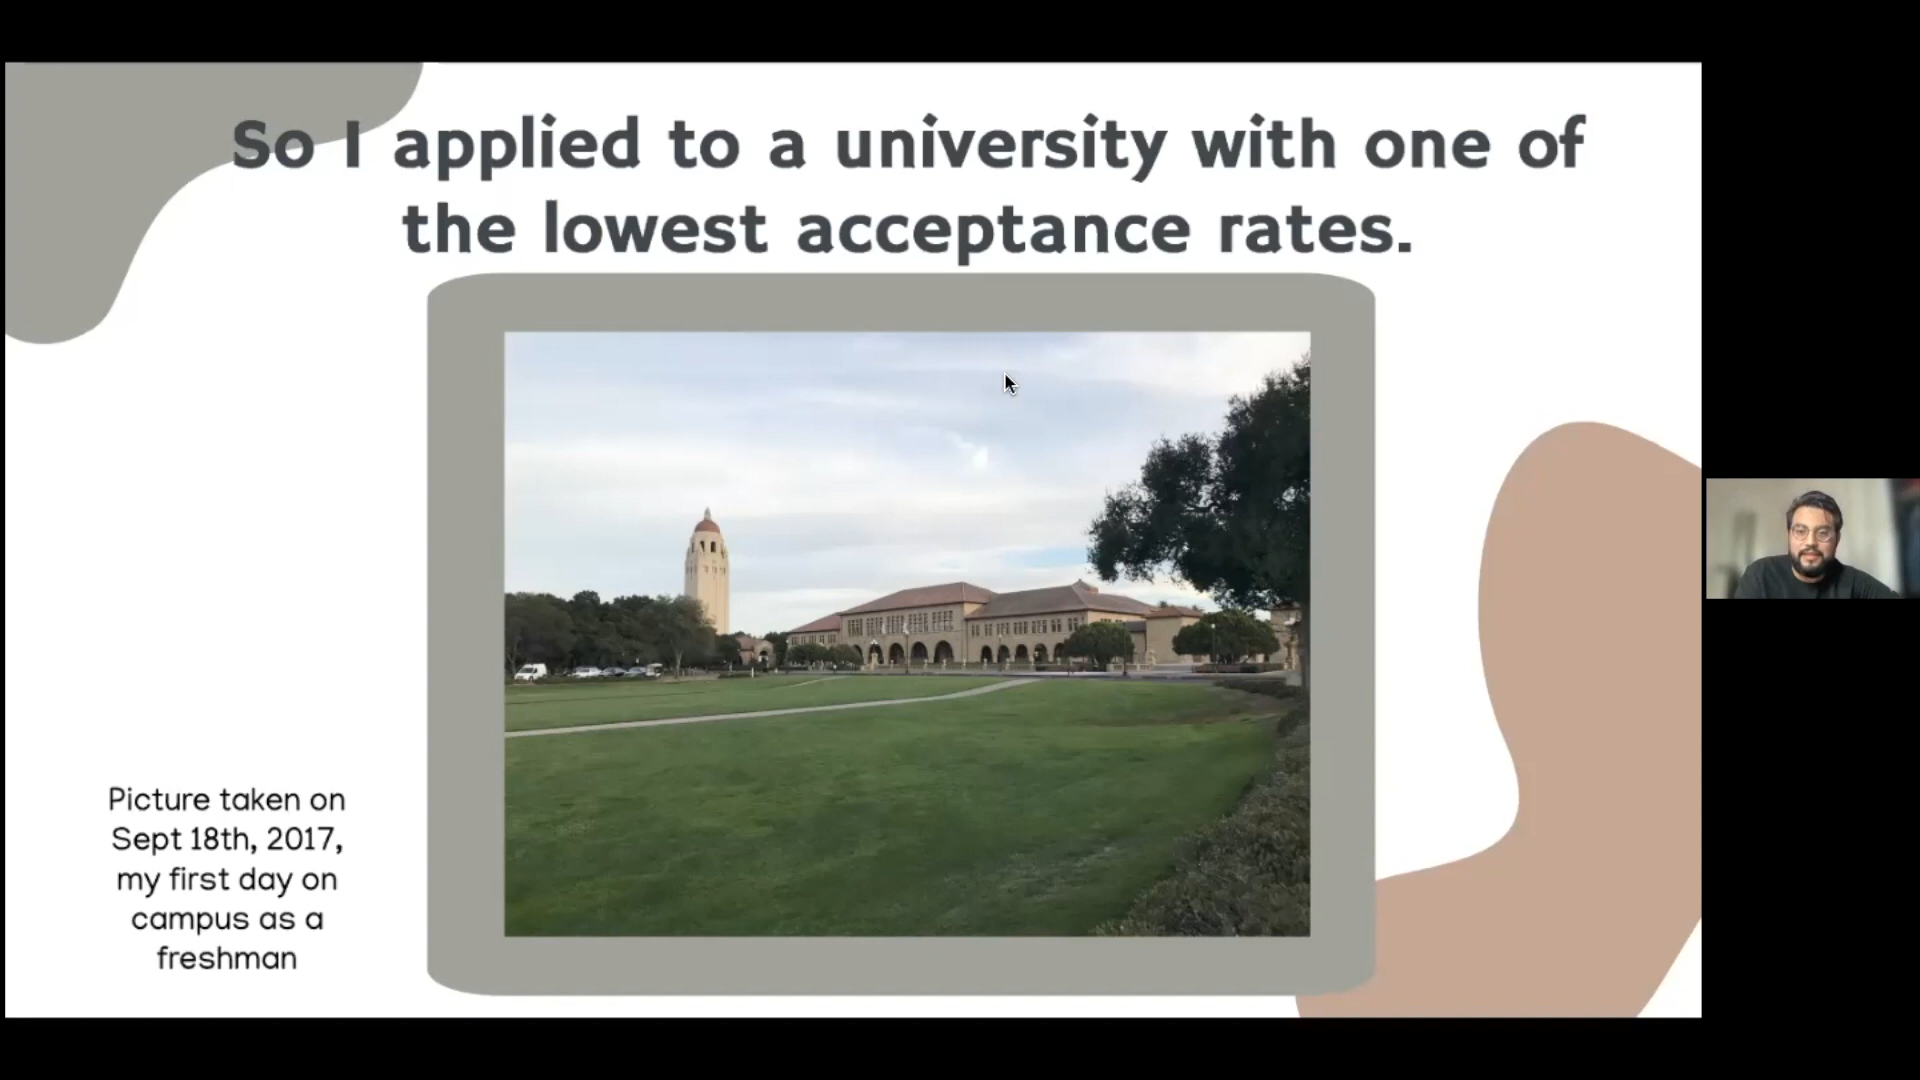 So I applied to a university with one of
the lowest acceptance rates.
Picture taken on
Sept 18th, 2017,
my first day on
campus as a
freshman